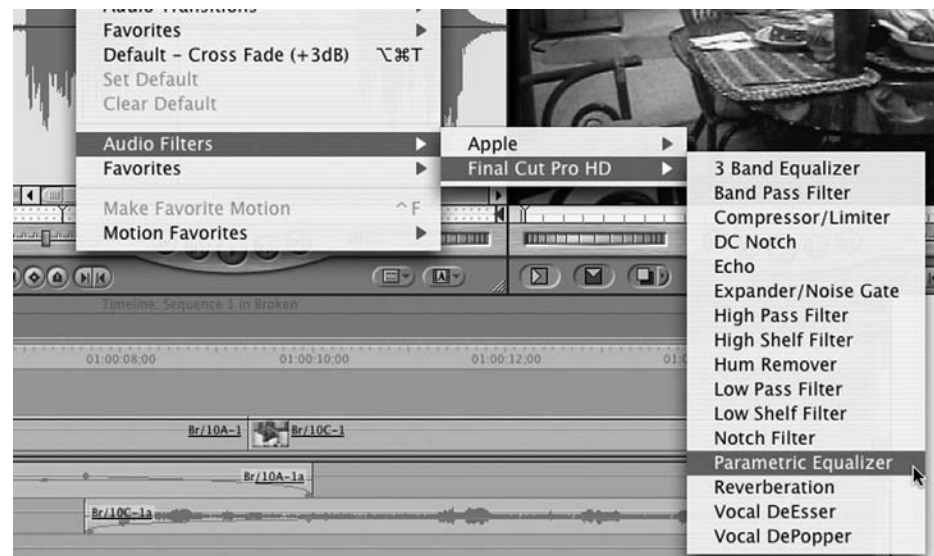 Audio Transitions
Favorites
Default - Cross Fade (+3dB) ⌥⌘T
Set Default
Clear Default
Audio Filters
Favorites
Make Favorite Motion ^F
Motion Favorites
Apple
Final Cut Pro HD
3 Band Equalizer
Band Pass Filter
Compressor/Limiter
DC Notch
Echo
Expander/Noise Gate
High Pass Filter
High Shelf Filter
Hum Remover
Low Pass Filter
Low Shelf Filter
Notch Filter
Parametric Equalizer
Reverberation
Vocal DeEsser
Vocal DePopper
Timeline: Sequence 1 in Broken
01:00:08;00 01:00:10;00 01:00:12;00
Br/10A-1 Br/10C-1
Br/10A-1a
Br/10C-1a